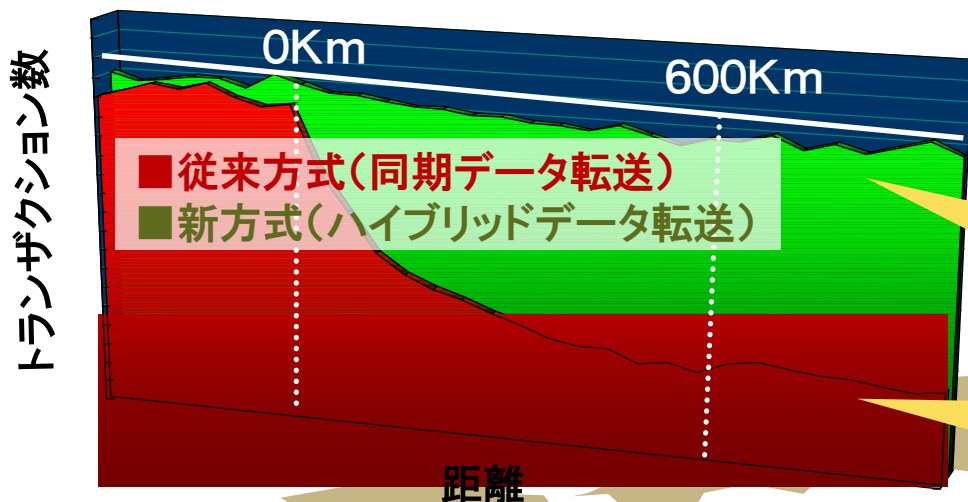 トランザクション数
0Km
600Km
■従来方式(同期データ転送)
■新方式(ハイブリッドデータ転送)
距離